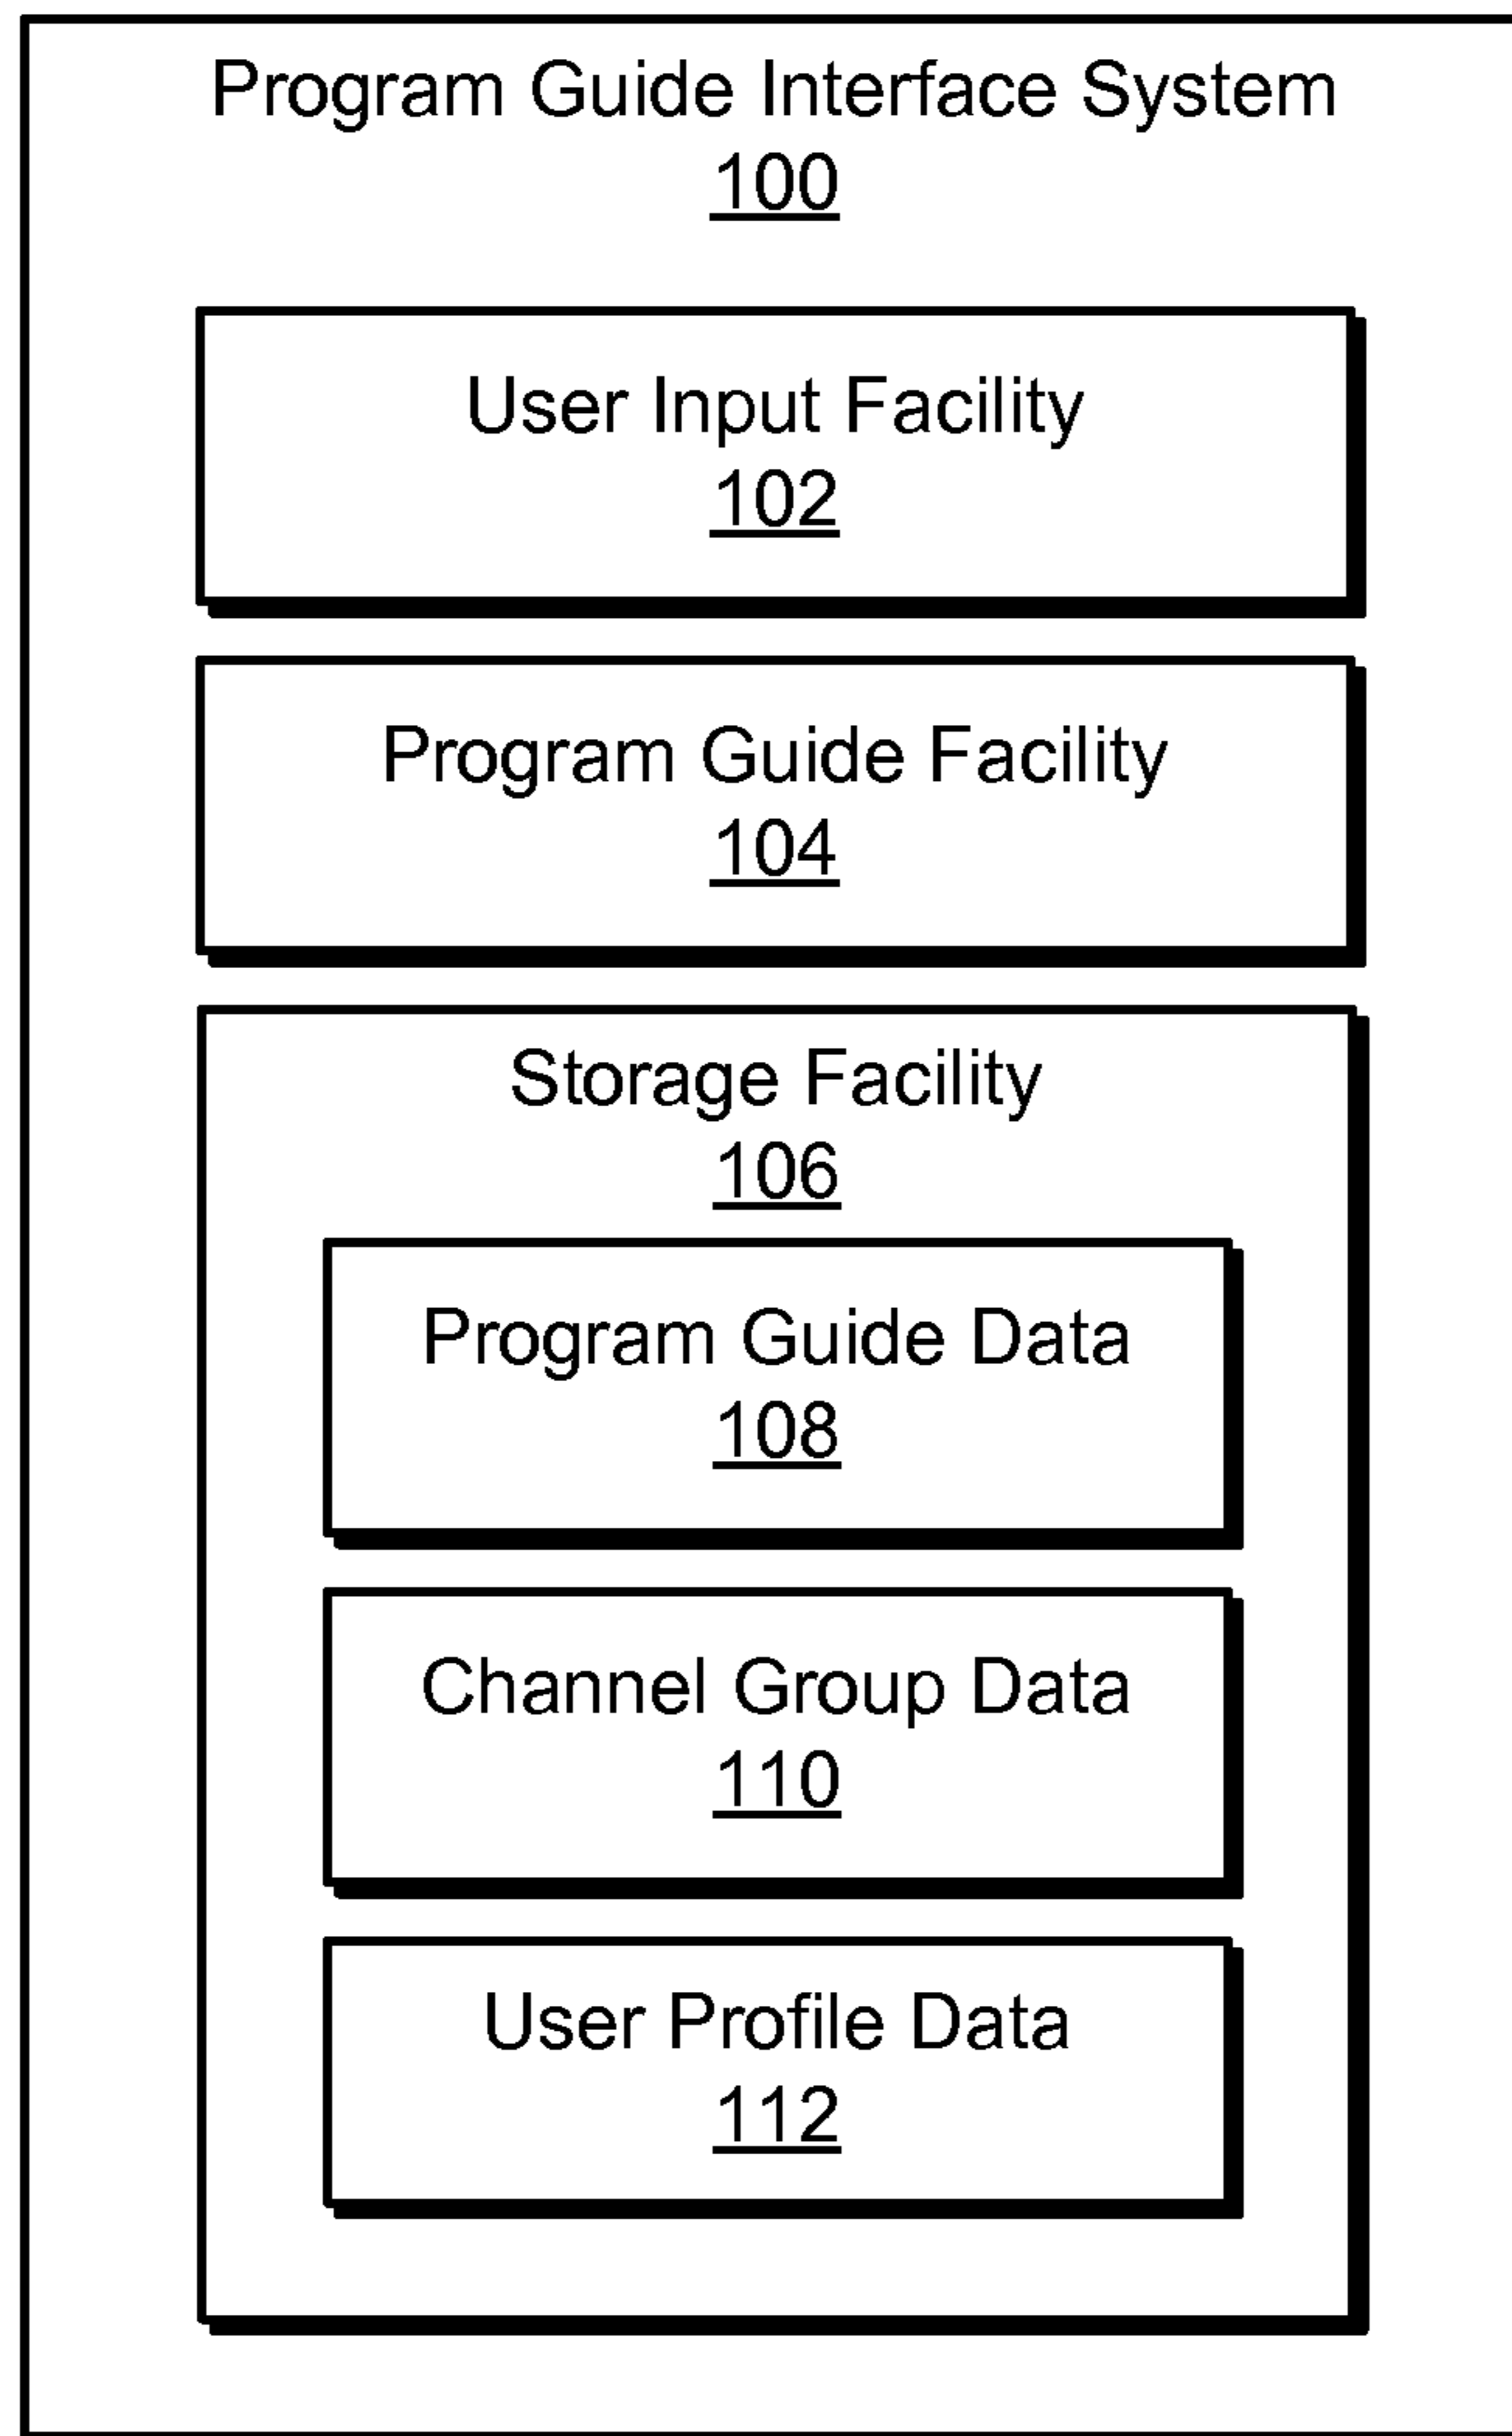 Program Guide Interface System
100
User Input Facility
102
Program Guide Facility
104
Storage Facility
106
Program Guide Data
108
Channel Group Data
110
User Profile Data
112